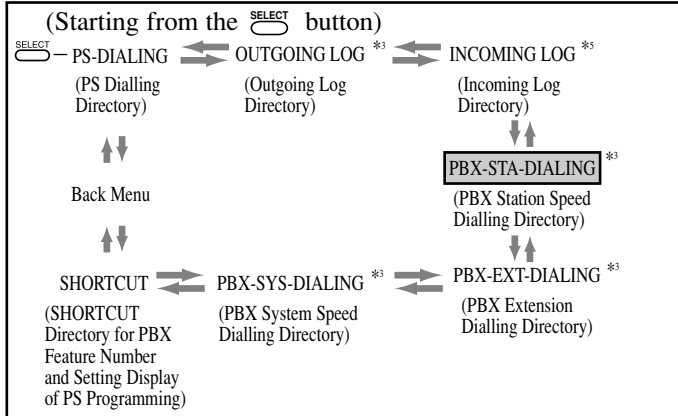 (Starting from the SELECT button)
SELECT PS-DIALING OUTGOING LOG *3 INCOMING LOG *5
(PS Dialling
Directory)
(Outgoing Log
Directory)
(Incoming Log
Directory)
PBX-STA-DIALING *3
(PBX Station Speed
Dialling Directory)
Back Menu
SHORTCUT PBX-SYS-DIALING *3 PBX-EXT-DIALING *3
(SHORTCUT
Directory for PBX
Feature Number
and Setting Display
of PS Programming)
(PBX System Speed
Dialling Directory)
(PBX Extension
Dialling Directory)